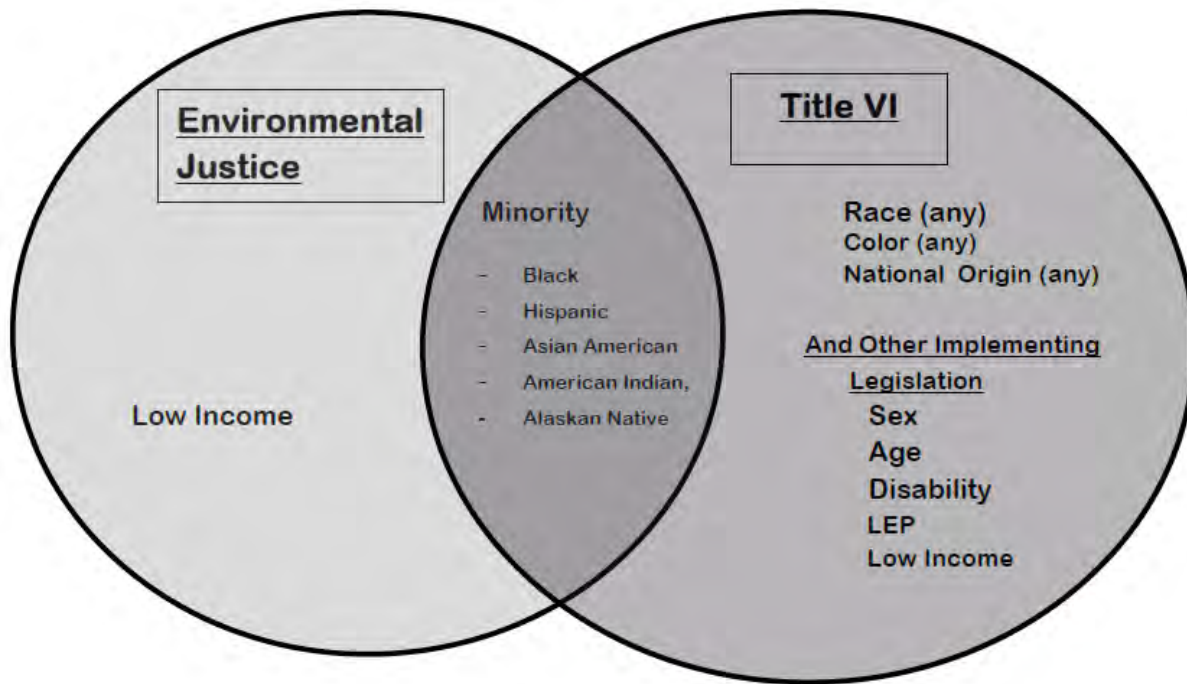 Environmental
Justice
Low Income
Minority
- Black
- Hispanic
- Asian American
- American Indian,
- Alaskan Native
Title VI
Race (any)
Color (any)
National Origin (any)
And Other Implementing
Legislation
Sex
Age
Disability
LEP
Low Income